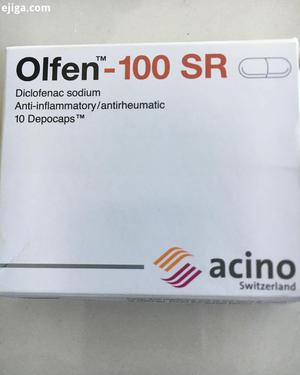 ejiga.com
Olfen™-100 SR
Diclofenac sodium
Anti-inflammatory/antirheumatic
10 Depocaps™
acino
Switzerland